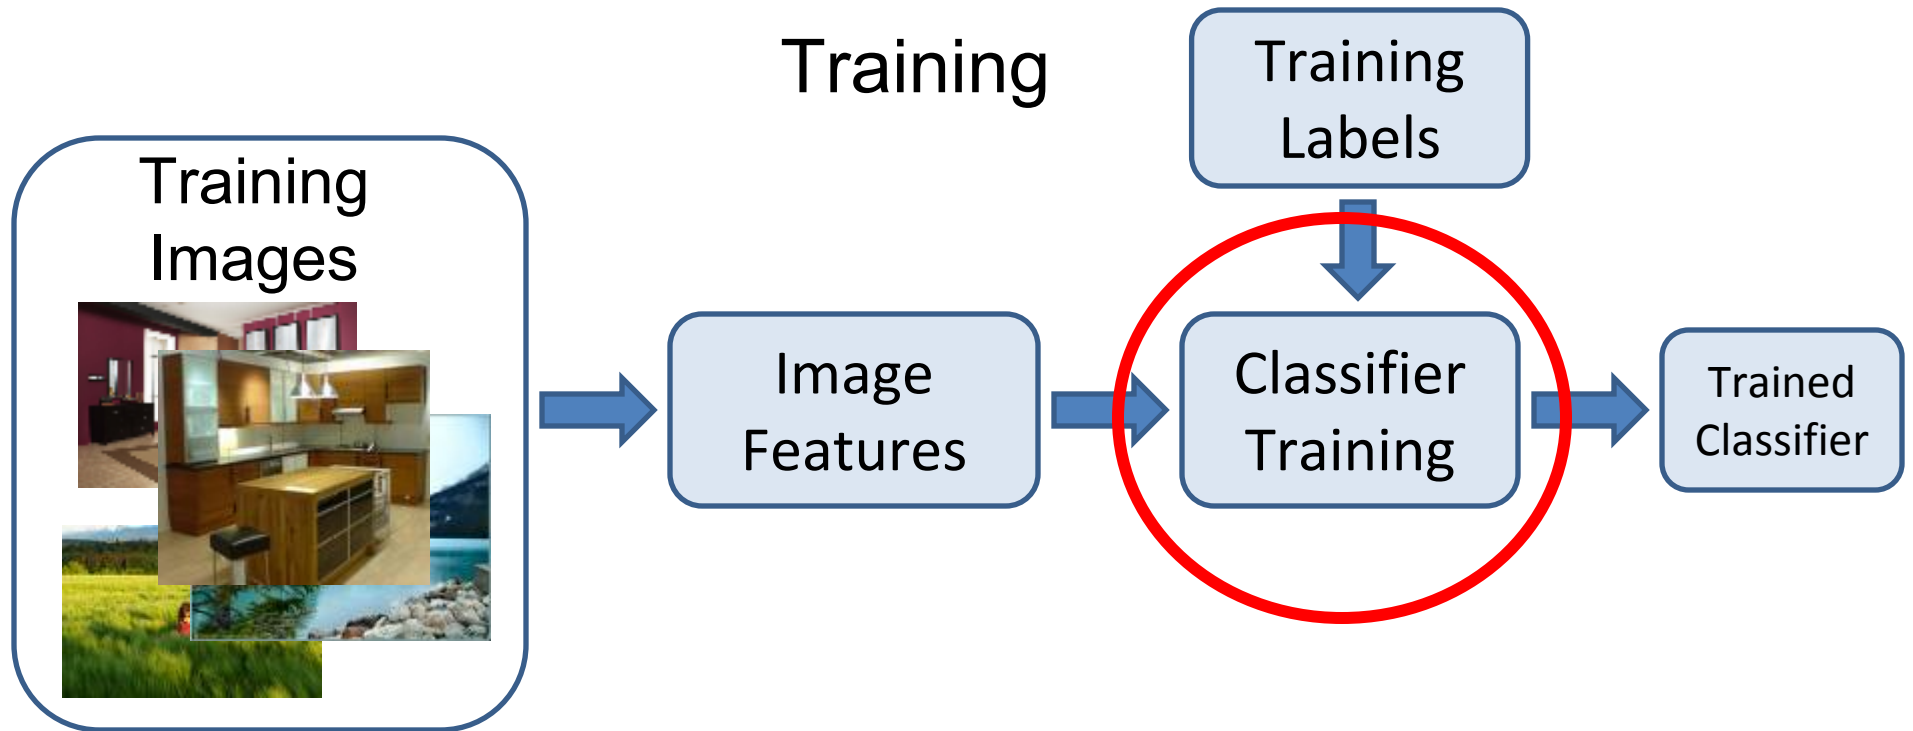 Training
Training
Labels
Training
Images
Image
Features
Classifier
Training
Trained
Classifier